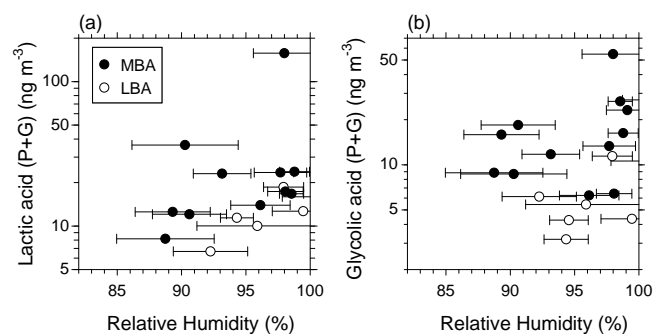 (a)
(b)
Lactic acid (P+G) (ng m-3)
100
50
10
5
MBA
LBA
85 90 95 100
Relative Humidity (%)
Glycolic acid (P+G) (ng m-3)
50
10
5
85 90 95 100
Relative Humidity (%)